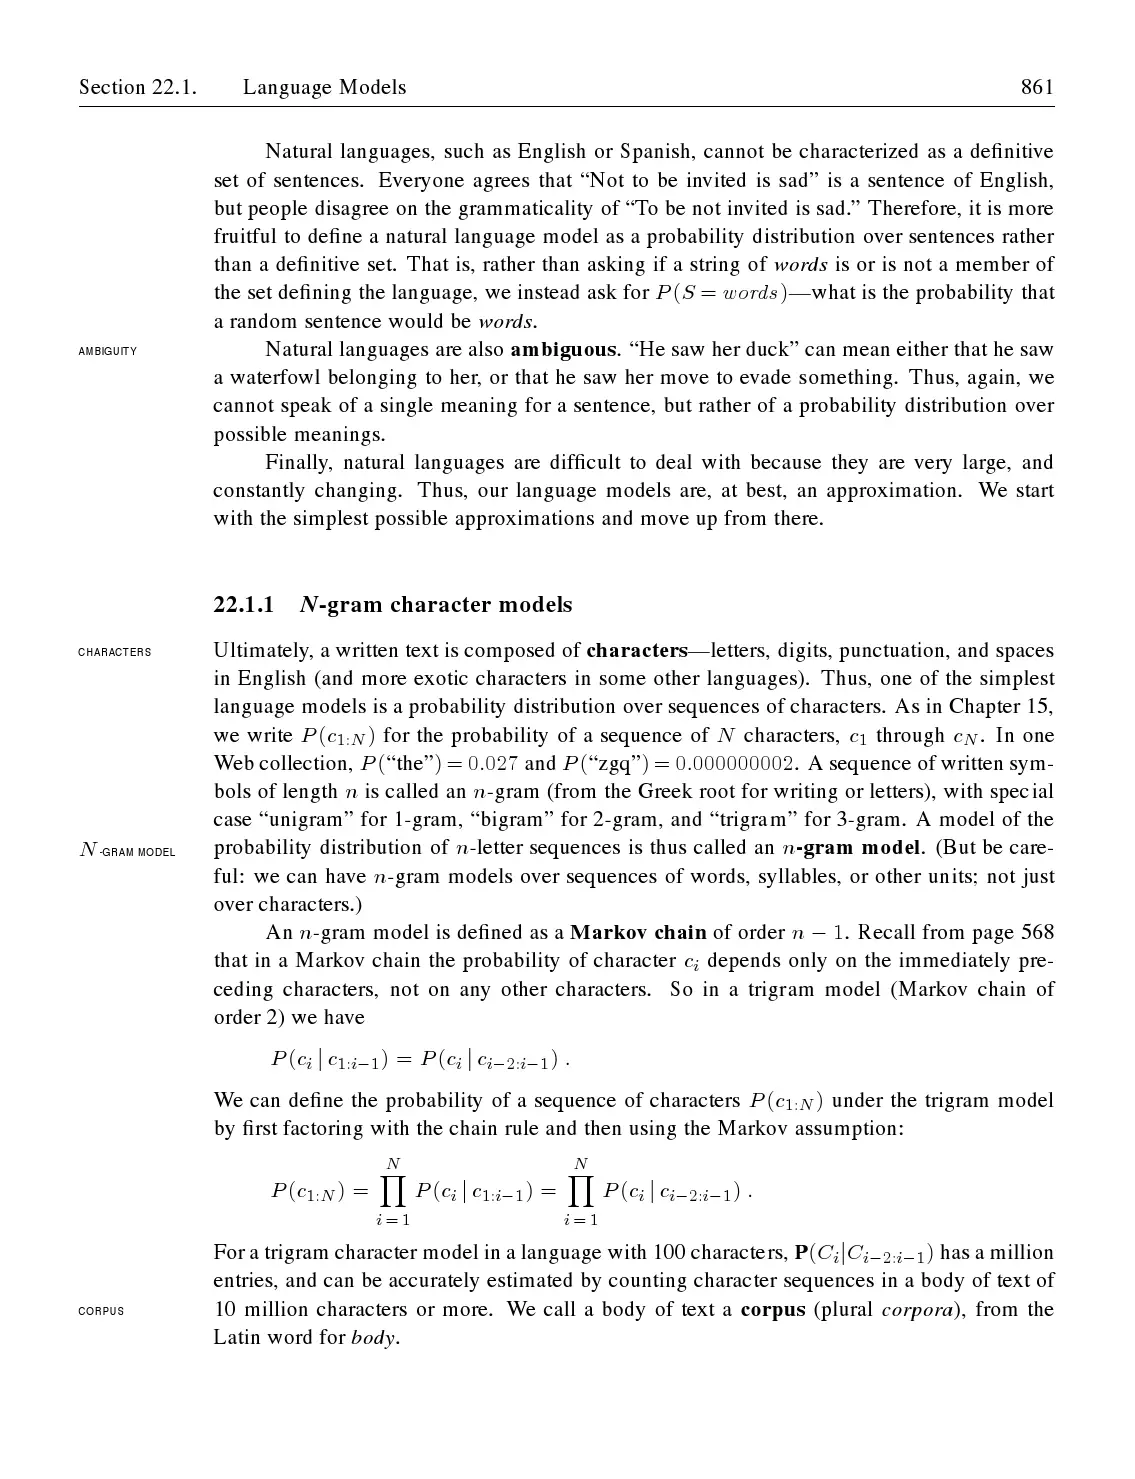 Section 22.1. Language Models 861
Natural languages, such as English or Spanish, cannot be characterized as a definitive
set of sentences. Everyone agrees that “Not to be invited is sad” is a sentence of English,
but people disagree on the grammaticality of “To be not invited is sad.” Therefore, it is more
fruitful to define a natural language model as a probability distribution over sentences rather
than a definitive set. That is, rather than asking if a string of words is or is not a member of
the set defining the language, we instead ask for P(S = words)—what is the probability that
a random sentence would be words.
AMBIGUITY Natural languages are also ambiguous. “He saw her duck” can mean either that he saw
a waterfowl belonging to her, or that he saw her move to evade something. Thus, again, we
cannot speak of a single meaning for a sentence, but rather of a probability distribution over
possible meanings.
Finally, natural languages are difficult to deal with because they are very large, and
constantly changing. Thus, our language models are, at best, an approximation. We start
with the simplest possible approximations and move up from there.
22.1.1 N-gram character models
CHARACTERS Ultimately, a written text is composed of characters—letters, digits, punctuation, and spaces
in English (and more exotic characters in some other languages). Thus, one of the simplest
language models is a probability distribution over sequences of characters. As in Chapter 15,
we write P(c_{1:N}) for the probability of a sequence of N characters, c_1 through c_N. In one
Web collection, P(“the”) = 0.027 and P(“zgq”) = 0.000000002. A sequence of written sym-
bols of length n is called an n-gram (from the Greek root for writing or letters), with special
case “unigram” for 1-gram, “bigram” for 2-gram, and “trigram” for 3-gram. A model of the
N-GRAM MODEL probability distribution of n-letter sequences is thus called an n-gram model. (But be care-
ful: we can have n-gram models over sequences of words, syllables, or other units; not just
over characters.)
An n-gram model is defined as a Markov chain of order n − 1. Recall from page 568
that in a Markov chain the probability of character c_i depends only on the immediately pre-
ceding characters, not on any other characters. So in a trigram model (Markov chain of
order 2) we have
P(c_i | c_{1:i−1}) = P(c_i | c_{i−2:i−1}) .
We can define the probability of a sequence of characters P(c_{1:N}) under the trigram model
by first factoring with the chain rule and then using the Markov assumption:
P(c_{1:N}) = ∏_{i=1}^{N} P(c_i | c_{1:i−1}) = ∏_{i=1}^{N} P(c_i | c_{i−2:i−1}) .
For a trigram character model in a language with 100 characters, P(C_i|C_{i−2:i−1}) has a million
entries, and can be accurately estimated by counting character sequences in a body of text of
CORPUS 10 million characters or more. We call a body of text a corpus (plural corpora), from the
Latin word for body.